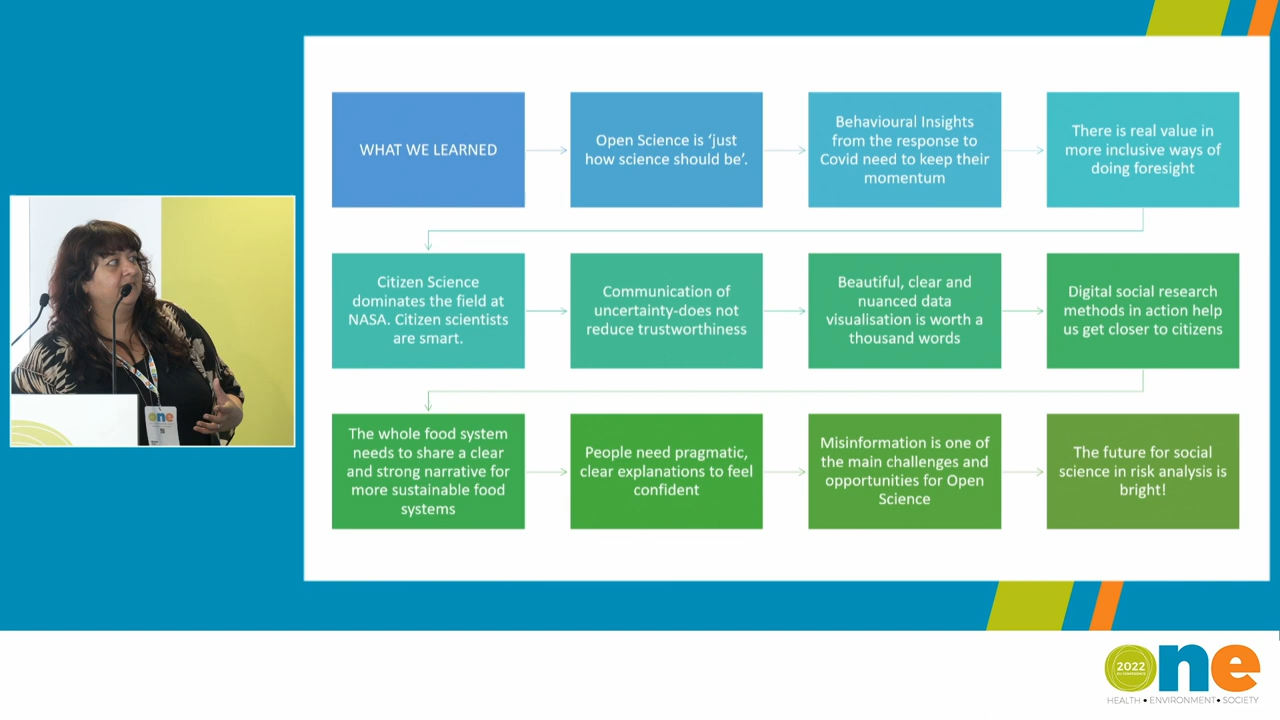 WHAT WE LEARNED
Open Science is ‘just
how science should be’.
Behavioural Insights
from the response to
Covid need to keep their
momentum
There is real value in
more inclusive ways of
doing foresight
Citizen Science
dominates the field at
NASA. Citizen scientists
are smart.
Communication of
uncertainty-does not
reduce trustworthiness
Beautiful, clear and
nuanced data
visualisation is worth a
thousand words
Digital social research
methods in action help
us get closer to citizens
The whole food system
needs to share a clear
and strong narrative for
more sustainable food
systems
People need pragmatic,
clear explanations to feel
confident
Misinformation is one of
the main challenges and
opportunities for Open
Science
The future for social
science in risk analysis is
bright!
one
2022
EU CONFERENCE
one
HEALTH • ENVIRONMENT • SOCIETY